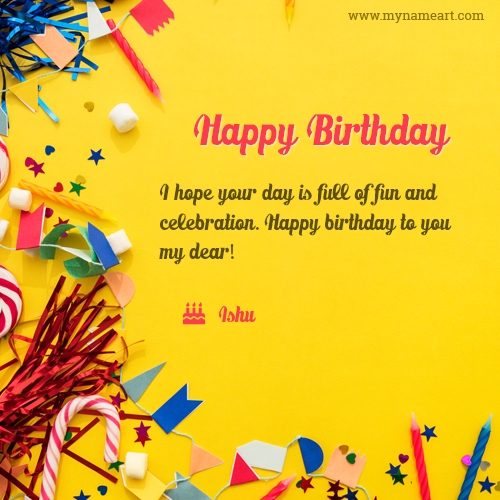 www.mynameart.com
Happy Birthday
I hope your day is full of fun and
celebration. Happy birthday to you
my dear!
Ishu